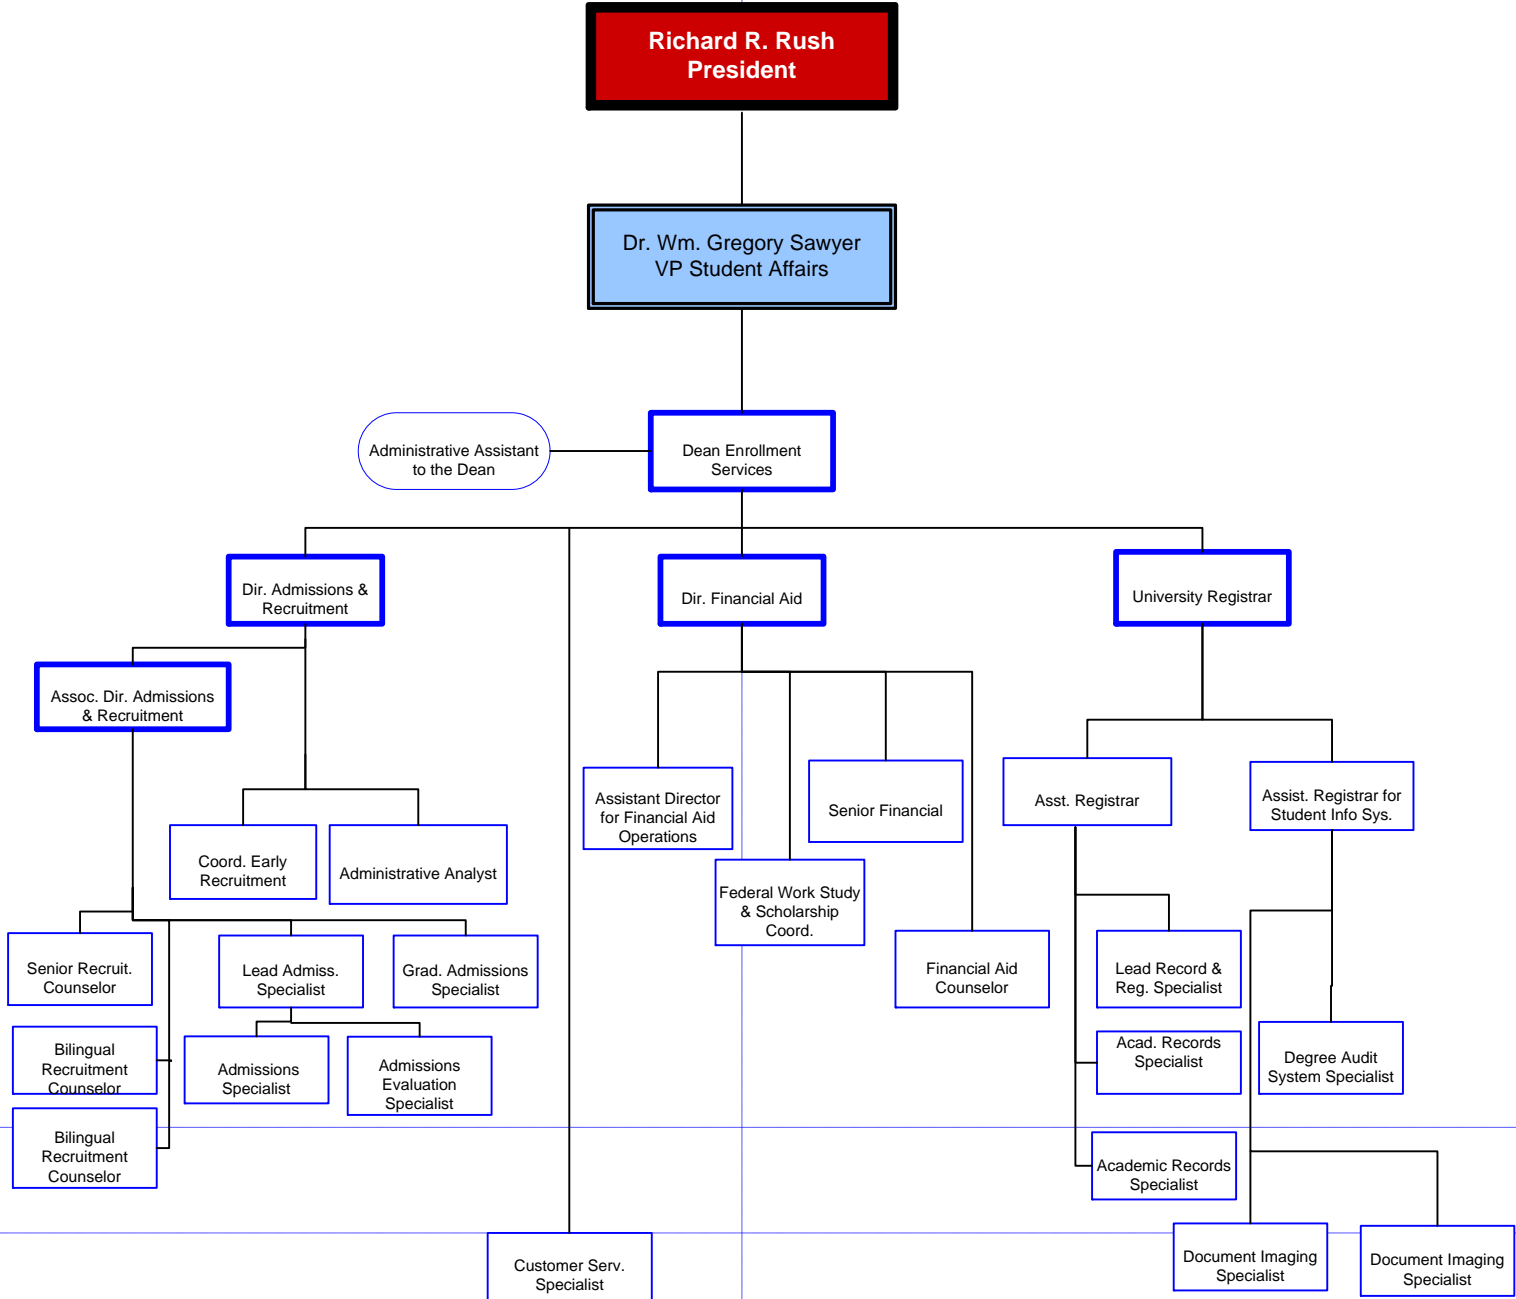 Richard R. Rush
President
Dr. Wm. Gregory Sawyer
VP Student Affairs
Administrative Assistant
to the Dean
Dean Enrollment
Services
Dir. Admissions &
Recruitment
Dir. Financial Aid
University Registrar
Assoc. Dir. Admissions
& Recruitment
Assistant Director
for Financial Aid
Operations
Senior Financial
Asst. Registrar
Assist. Registrar for
Student Info Sys.
Coord. Early
Recruitment
Administrative Analyst
Federal Work Study
& Scholarship
Coord.
Senior Recruit.
Counselor
Lead Admiss.
Specialist
Grad. Admissions
Specialist
Financial Aid
Counselor
Lead Record &
Reg. Specialist
Bilingual
Recruitment
Counselor
Admissions
Specialist
Admissions
Evaluation
Specialist
Acad. Records
Specialist
Degree Audit
System Specialist
Bilingual
Recruitment
Counselor
Academic Records
Specialist
Customer Serv.
Specialist
Document Imaging
Specialist
Document Imaging
Specialist